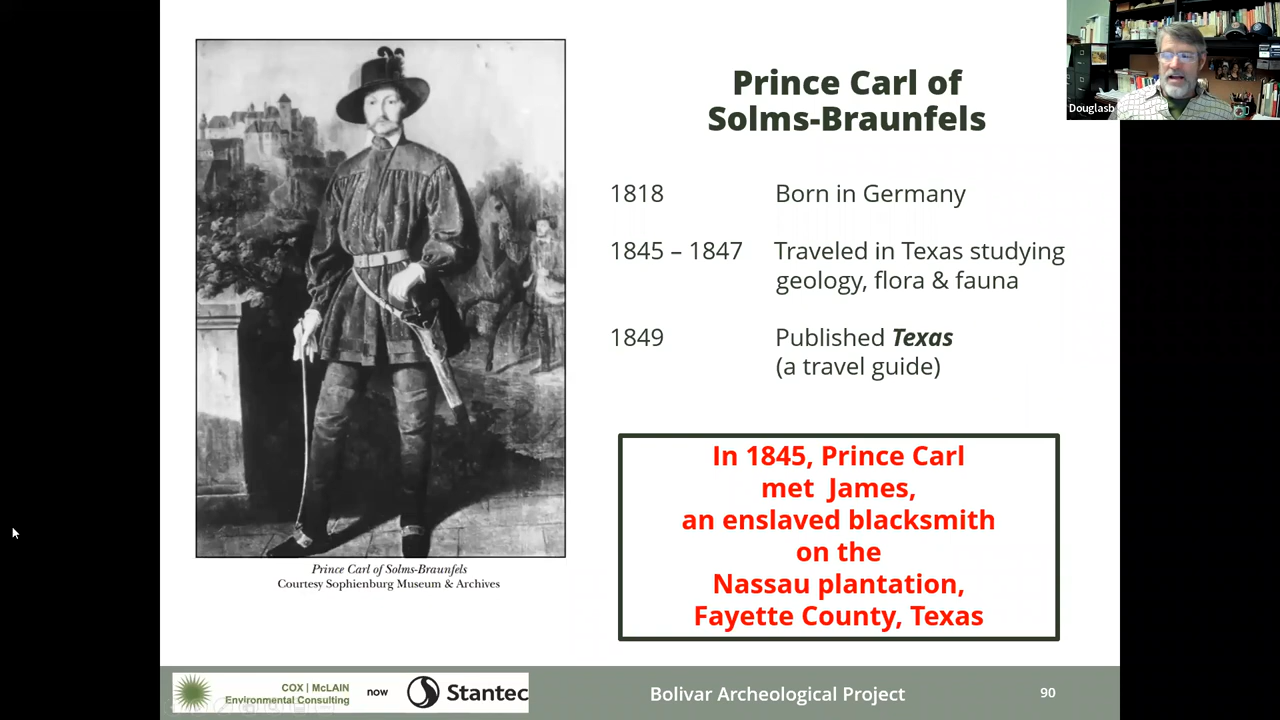 Prince Carl of
Solms-Braunfels
1818 Born in Germany
1845 – 1847 Traveled in Texas studying
geology, flora & fauna
1849 Published Texas
(a travel guide)
In 1845, Prince Carl
met James,
an enslaved blacksmith
on the
Nassau plantation,
Fayette County, Texas
Prince Carl of Solms-Braunfels
Courtesy Sophienburg Museum & Archives
Douglasb
COX | McLAIN
Environmental Consulting
now
Stantec
Bolivar Archeological Project
90